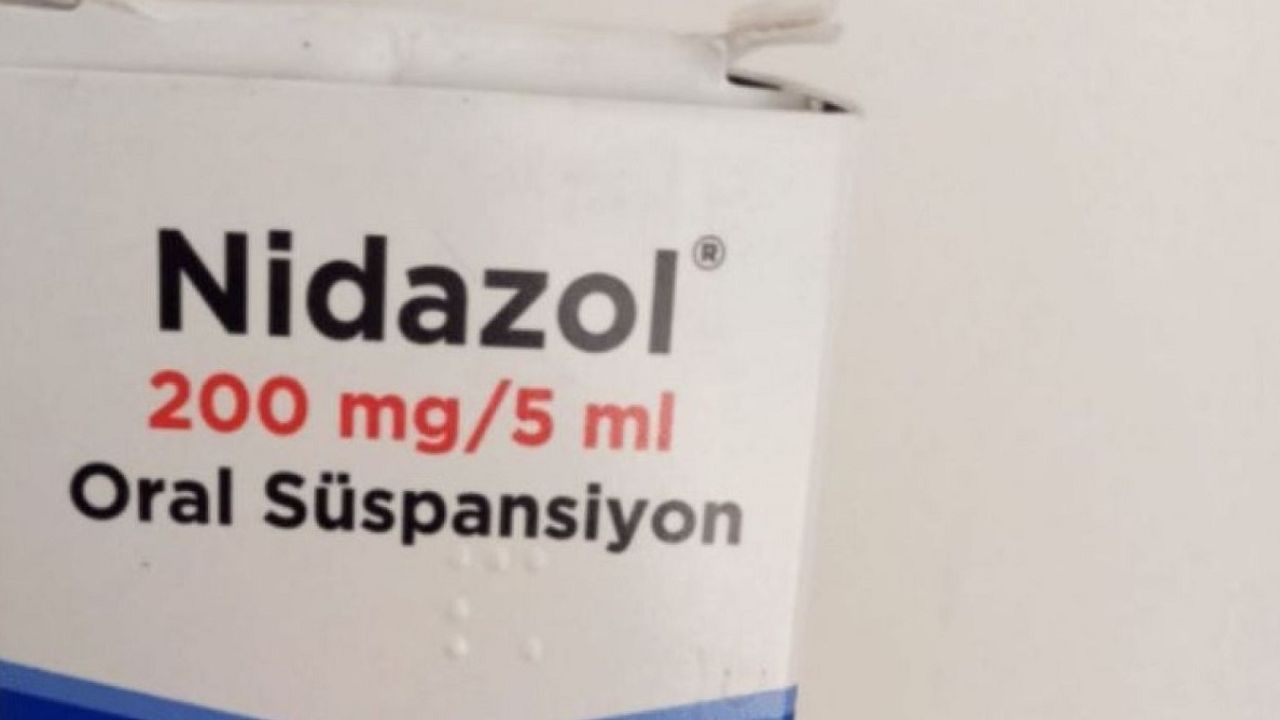 Nidazol®
200 mg/5 ml
Oral Süspansiyon